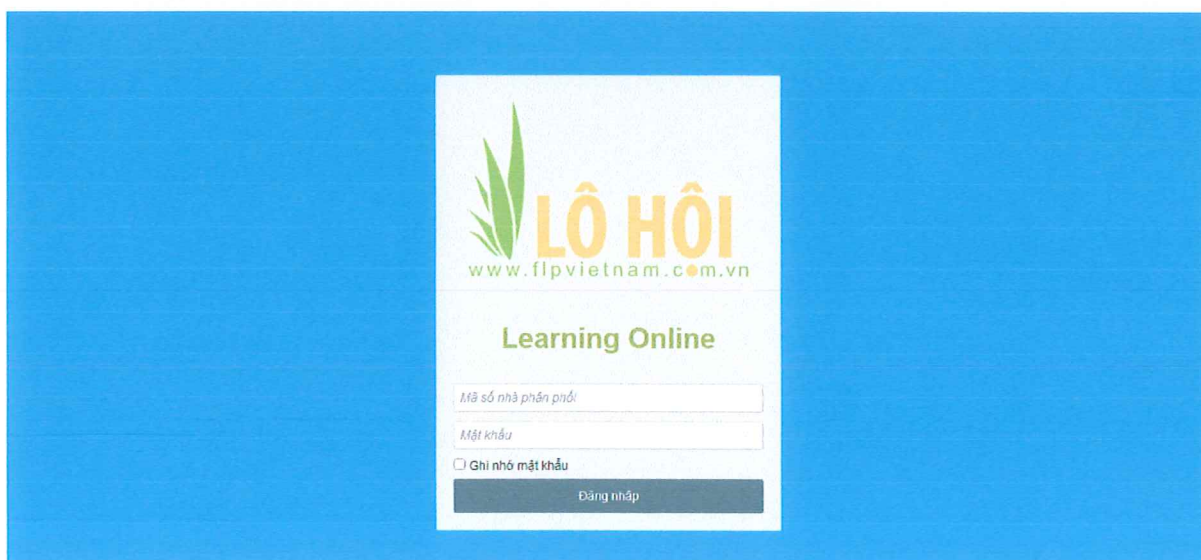 LÔ HÔI
www.flpvietnam.com.vn
Learning Online
Mã số nhà phân phối
Mật khẩu
Ghi nhớ mật khẩu
Đăng nhập